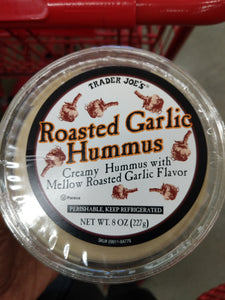 TRADER JOE'S
Roasted Garlic
Hummus
Creamy Hummus with
Mellow Roasted Garlic Flavor
PERISHABLE, KEEP REFRIGERATED
NET WT. 8 OZ (227g)